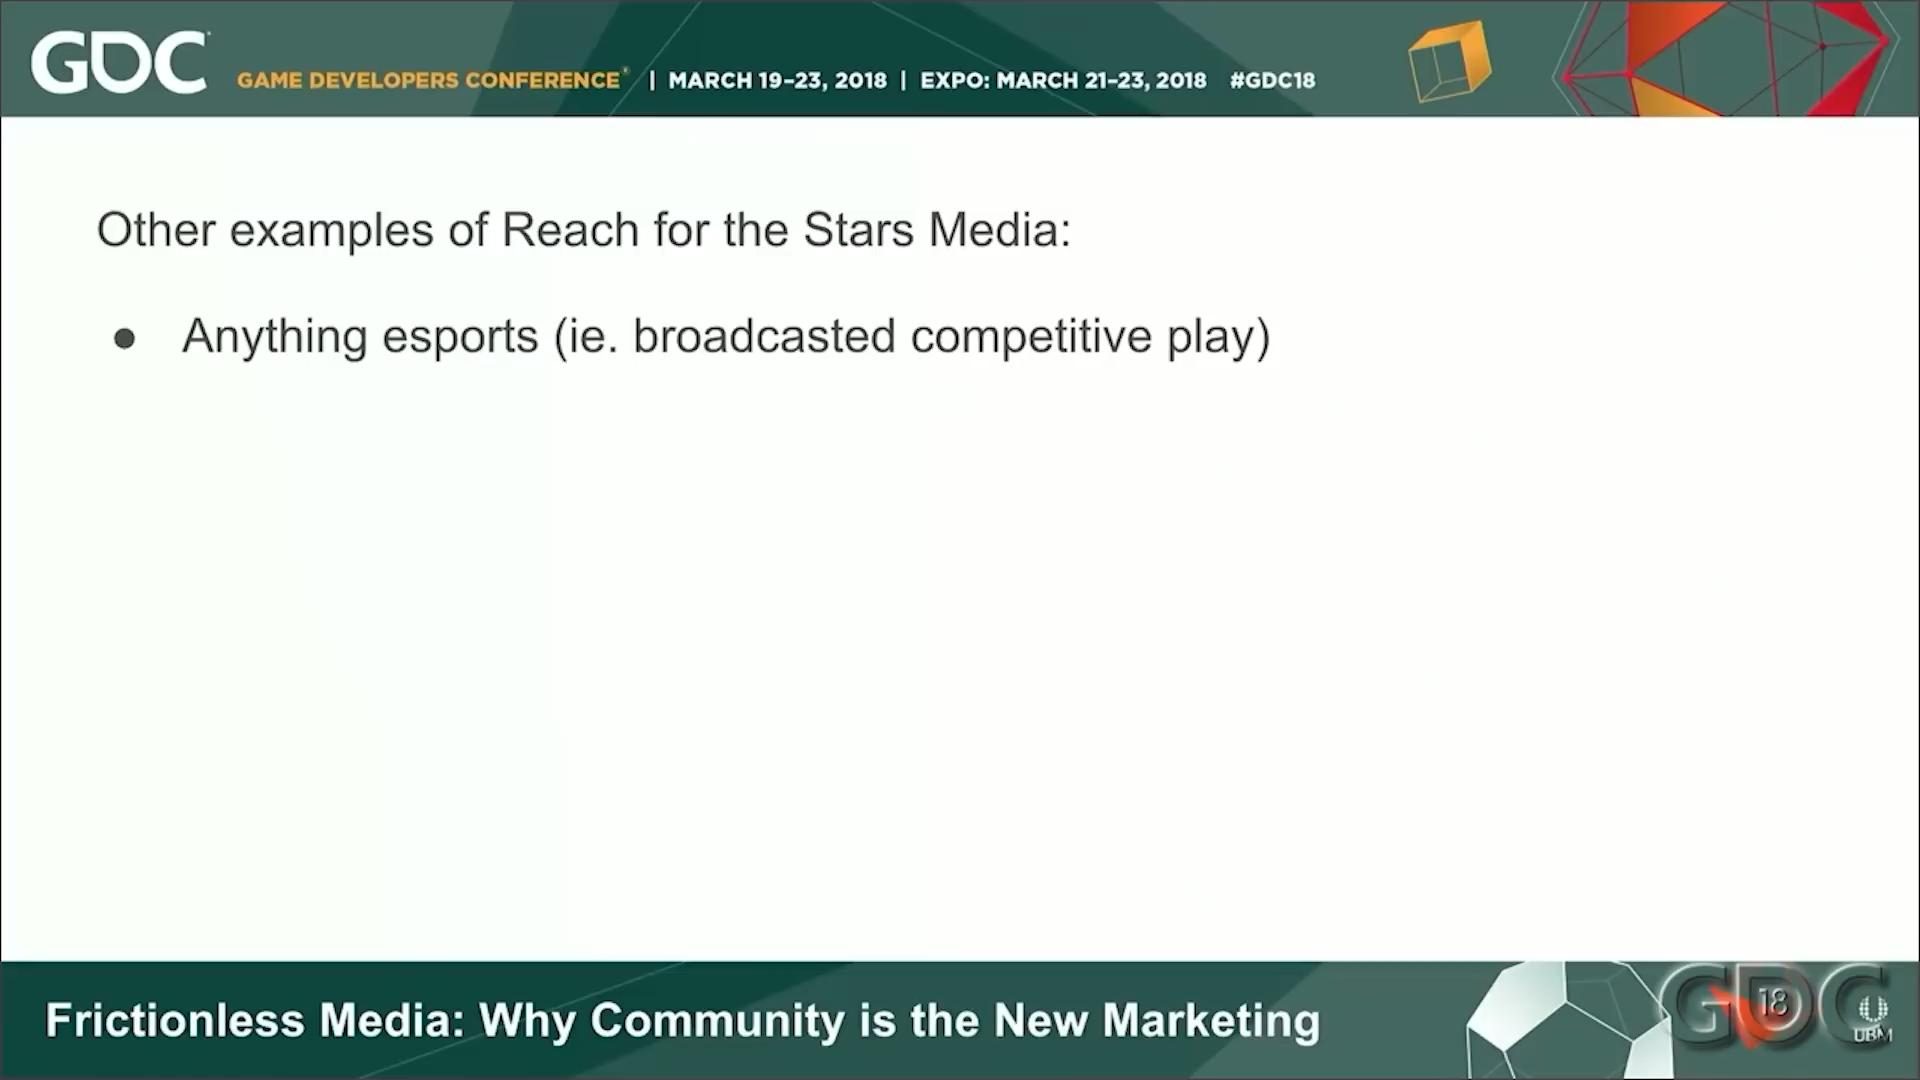 GDC
GAME DEVELOPERS CONFERENCE® | MARCH 19–23, 2018 | EXPO: MARCH 21–23, 2018 #GDC18
Other examples of Reach for the Stars Media:
● Anything esports (ie. broadcasted competitive play)
Frictionless Media: Why Community is the New Marketing
GDC 18
UBM